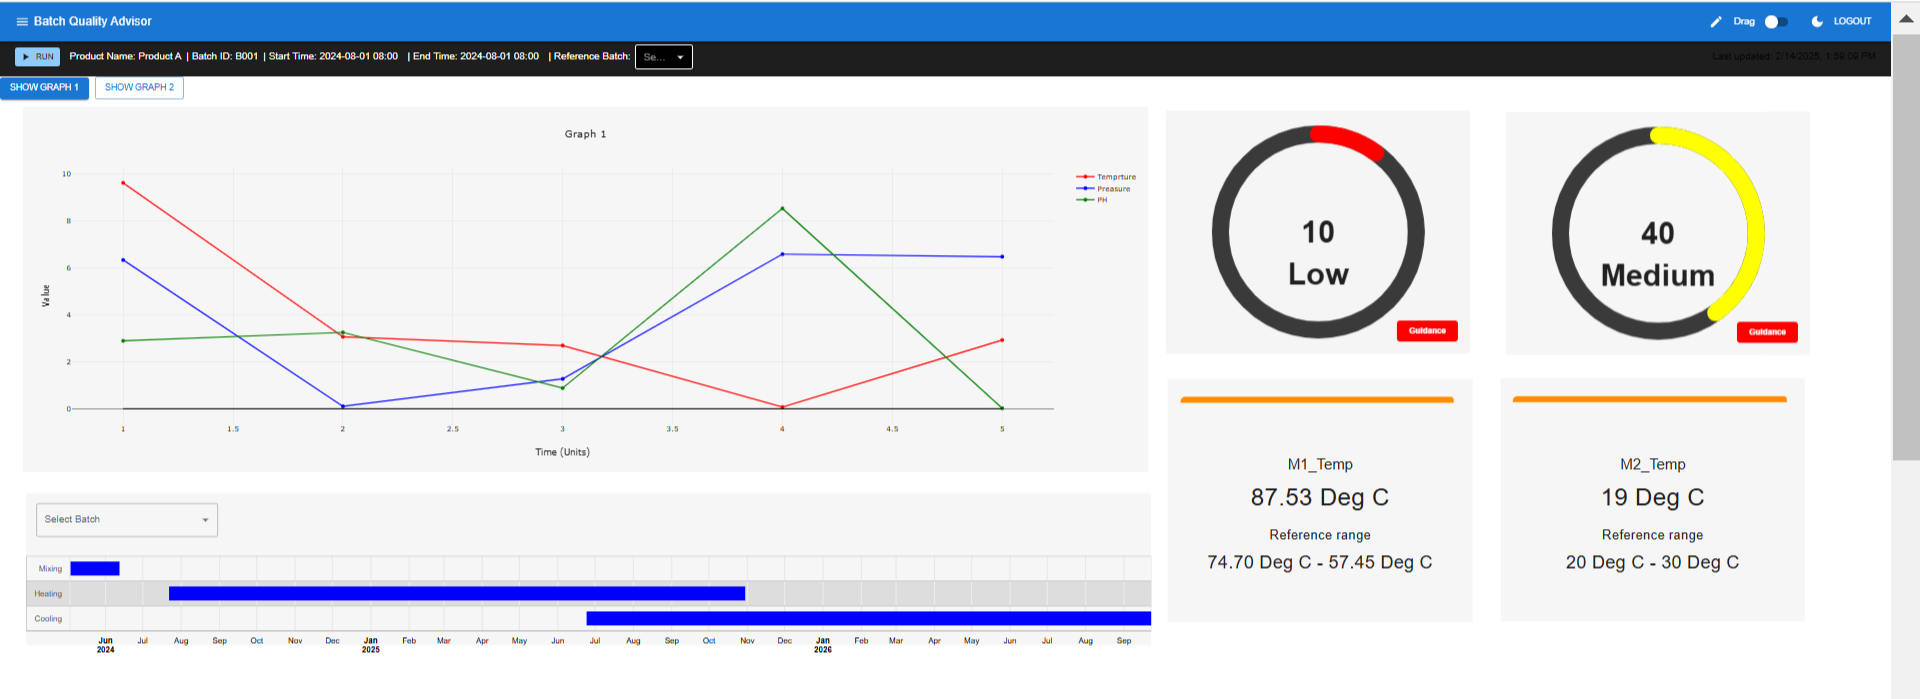 Batch Quality Advisor
Drag
LOGOUT
RUN
Product Name: Product A | Batch ID: B001 | Start Time: 2024-08-01 08:00 | End Time: 2024-08-01 08:00 | Reference Batch:
Se...
Last updated: 2/14/2025, 1:59:09 PM
SHOW GRAPH 1
SHOW GRAPH 2
Graph 1
10
8
6
4
2
0
Value
1 1.5 2 2.5 3 3.5 4 4.5 5
Time (Units)
Temprture
Preasure
PH
10
Low
Guidance
40
Medium
Guidance
Select Batch
Mixing
Heating
Cooling
Jun Jul Aug Sep Oct Nov Dec Jan Feb Mar Apr May Jun Jul Aug Sep Oct Nov Dec Jan Feb Mar Apr May Jun Jul Aug Sep
2024 2025 2026
M1_Temp
87.53 Deg C
Reference range
74.70 Deg C - 57.45 Deg C
M2_Temp
19 Deg C
Reference range
20 Deg C - 30 Deg C